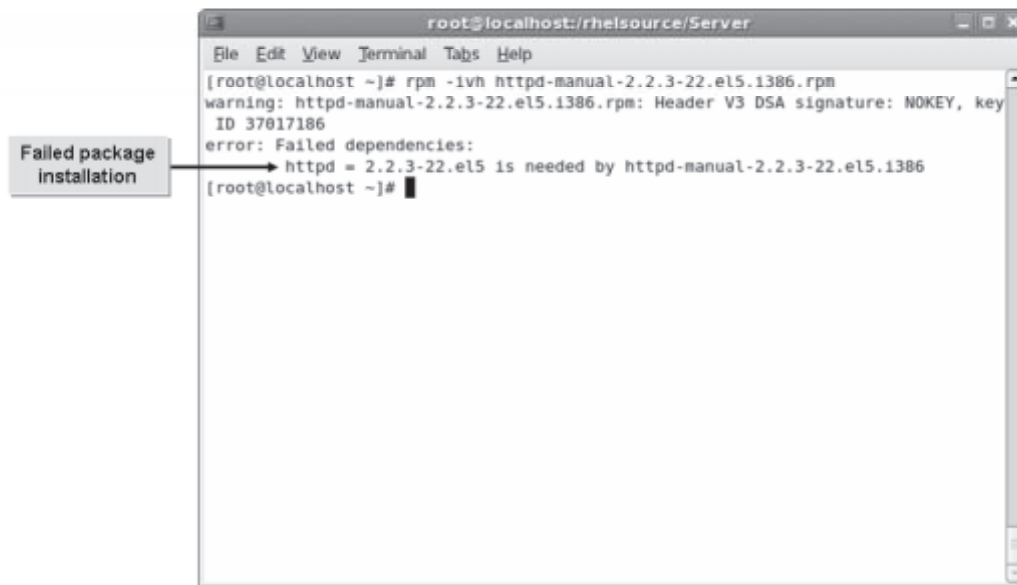 root@localhost:/rhelsource/Server
File Edit View Terminal Tabs Help
[root@localhost ~]# rpm -ivh httpd-manual-2.2.3-22.el5.i386.rpm
warning: httpd-manual-2.2.3-22.el5.i386.rpm: Header V3 DSA signature: NOKEY, key
ID 37017186
error: Failed dependencies:
httpd = 2.2.3-22.el5 is needed by httpd-manual-2.2.3-22.el5.i386
[root@localhost ~]#
Failed package
installation